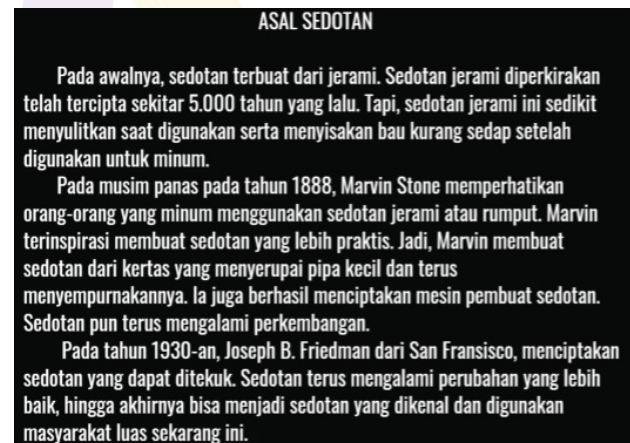 ASAL SEDOTAN
Pada awalnya, sedotan terbuat dari jerami. Sedotan jerami diperkirakan
telah tercipta sekitar 5.000 tahun yang lalu. Tapi, sedotan jerami ini sedikit
menyulitkan saat digunakan serta menyisakan bau kurang sedap setelah
digunakan untuk minum.
Pada musim panas pada tahun 1888, Marvin Stone memperhatikan
orang-orang yang minum menggunakan sedotan jerami atau rumput. Marvin
terinspirasi membuat sedotan yang lebih praktis. Jadi, Marvin membuat
sedotan dari kertas yang menyerupai pipa kecil dan terus
menyempurnakannya. Ia juga berhasil menciptakan mesin pembuat sedotan.
Sedotan pun terus mengalami perkembangan.
Pada tahun 1930-an, Joseph B. Friedman dari San Fransisco, menciptakan
sedotan yang dapat ditekuk. Sedotan terus mengalami perubahan yang lebih
baik, hingga akhirnya bisa menjadi sedotan yang dikenal dan digunakan
masyarakat luas sekarang ini.